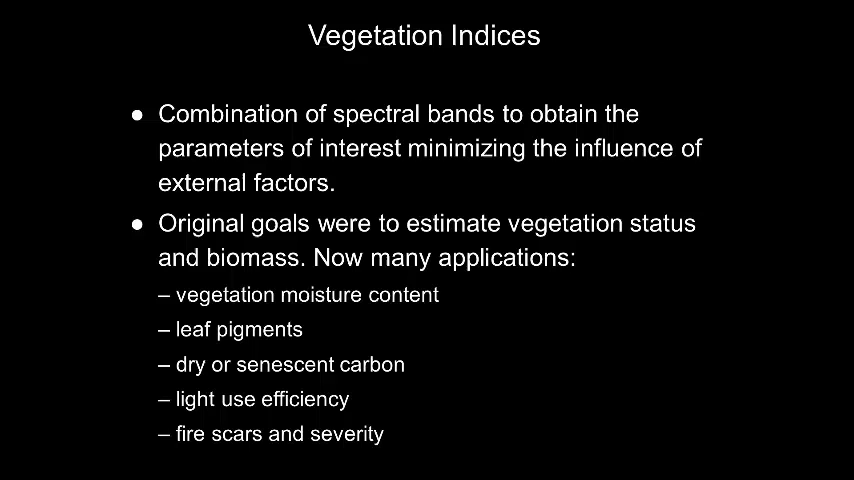 Vegetation Indices
● Combination of spectral bands to obtain the
parameters of interest minimizing the influence of
external factors.
● Original goals were to estimate vegetation status
and biomass. Now many applications:
– vegetation moisture content
– leaf pigments
– dry or senescent carbon
– light use efficiency
– fire scars and severity